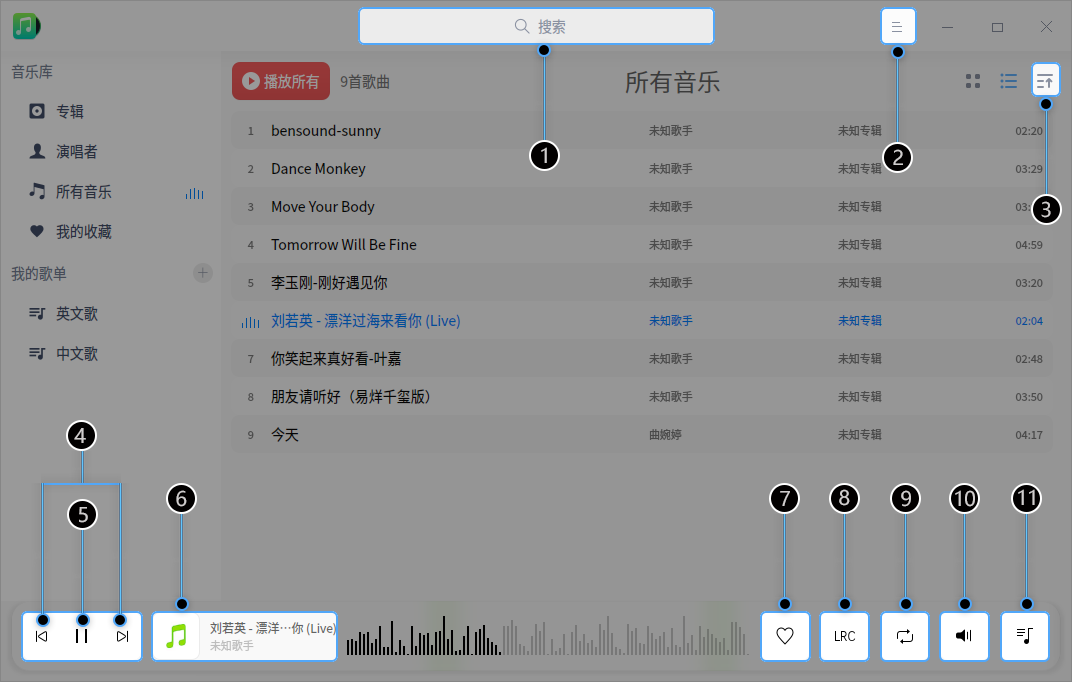 搜索
音乐库
专辑
演唱者
所有音乐
我的收藏
我的歌单
英文歌
中文歌
播放所有 9首歌曲 所有音乐
1 bensound-sunny 未知歌手 未知专辑 02:20
2 Dance Monkey 未知歌手 未知专辑 03:29
3 Move Your Body 未知歌手 未知专辑 03:
4 Tomorrow Will Be Fine 未知歌手 未知专辑 04:59
5 李玉刚-刚好遇见你 未知歌手 未知专辑 03:20
刘若英 - 漂洋过海来看你 (Live) 未知歌手 未知专辑 02:04
7 你笑起来真好看-叶嘉 未知歌手 未知专辑 02:48
8 朋友请听好（易烊千玺版） 未知歌手 未知专辑 03:50
9 今天 曲婉婷 未知专辑 04:17
1
2
3
4
5
6
7
8
9
10
11
刘若英 - 漂洋…你 (Live)
未知歌手
LRC